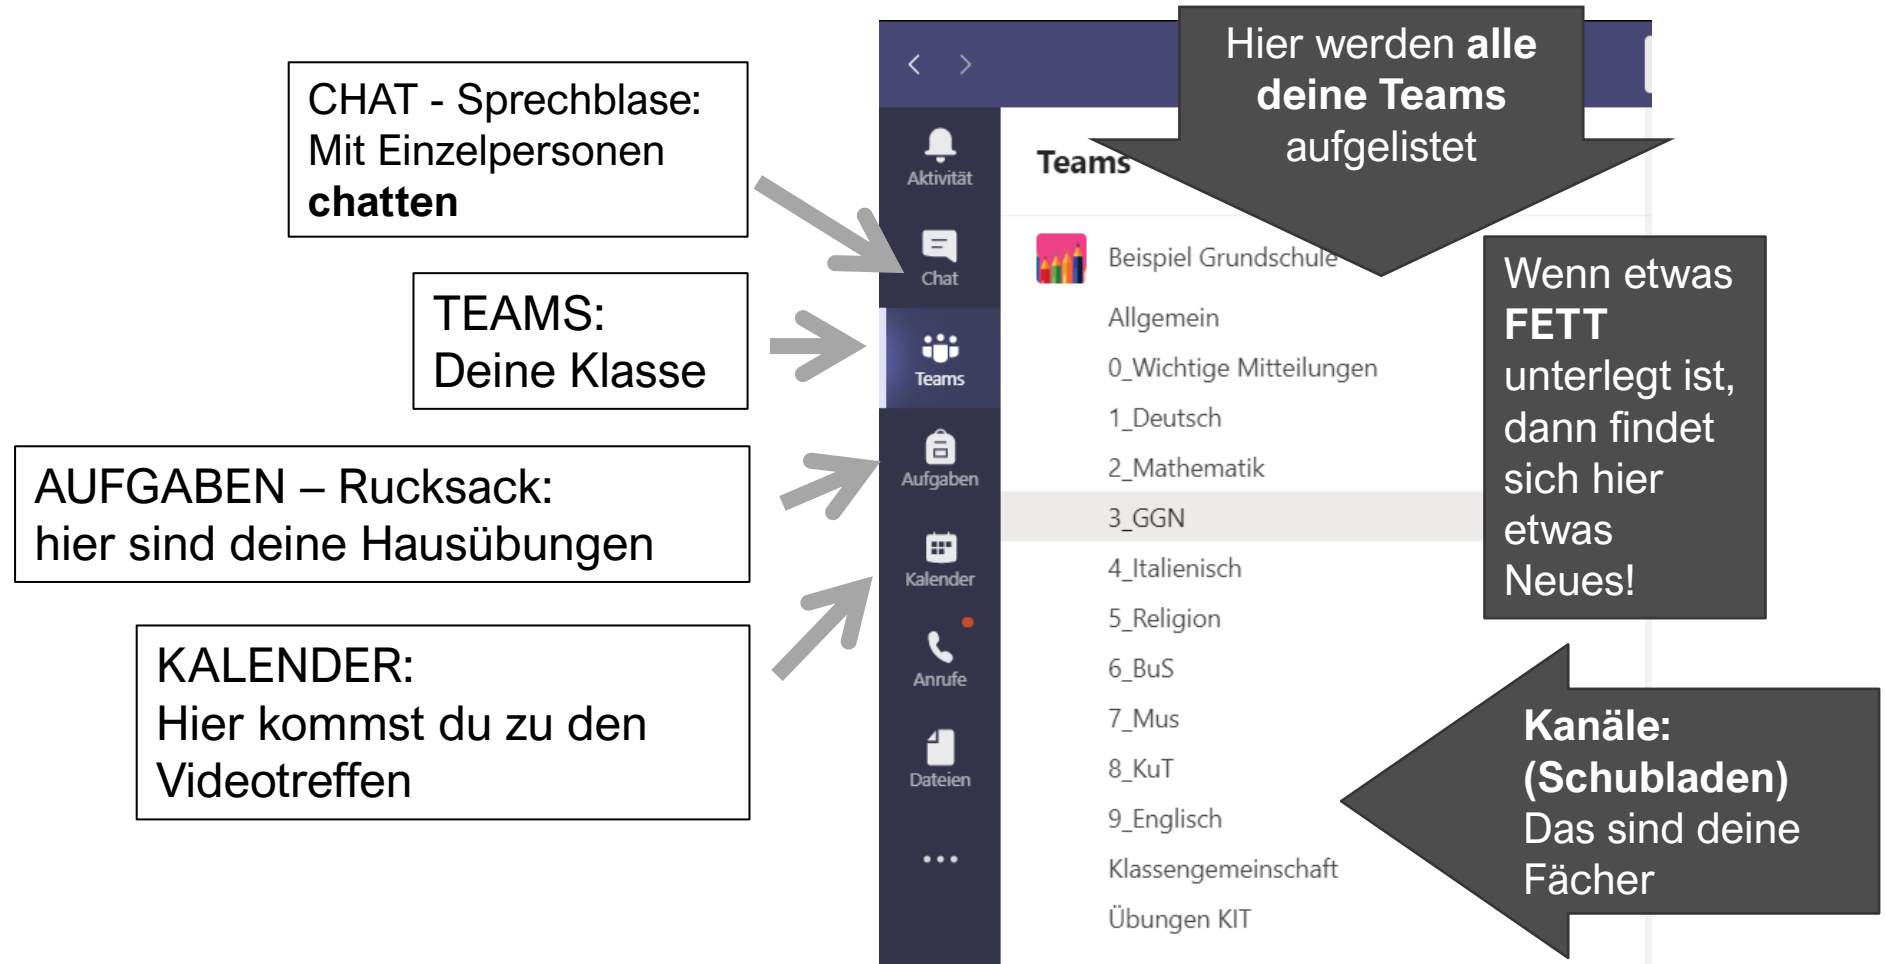 CHAT - Sprechblase:
Mit Einzelpersonen
chatten
TEAMS:
Deine Klasse
AUFGABEN – Rucksack:
hier sind deine Hausübungen
KALENDER:
Hier kommst du zu den
Videotreffen
Aktivität
Chat
Teams
Aufgaben
Kalender
Anrufe
Dateien
Teams
Beispiel Grundschule
Allgemein
0_Wichtige Mitteilungen
1_Deutsch
2_Mathematik
3_GGN
4_Italienisch
5_Religion
6_BuS
7_Mus
8_KuT
9_Englisch
Klassengemeinschaft
Übungen KIT
Hier werden alle
deine Teams
aufgelistet
Wenn etwas
FETT
unterlegt ist,
dann findet
sich hier
etwas
Neues!
Kanäle:
(Schubladen)
Das sind deine
Fächer